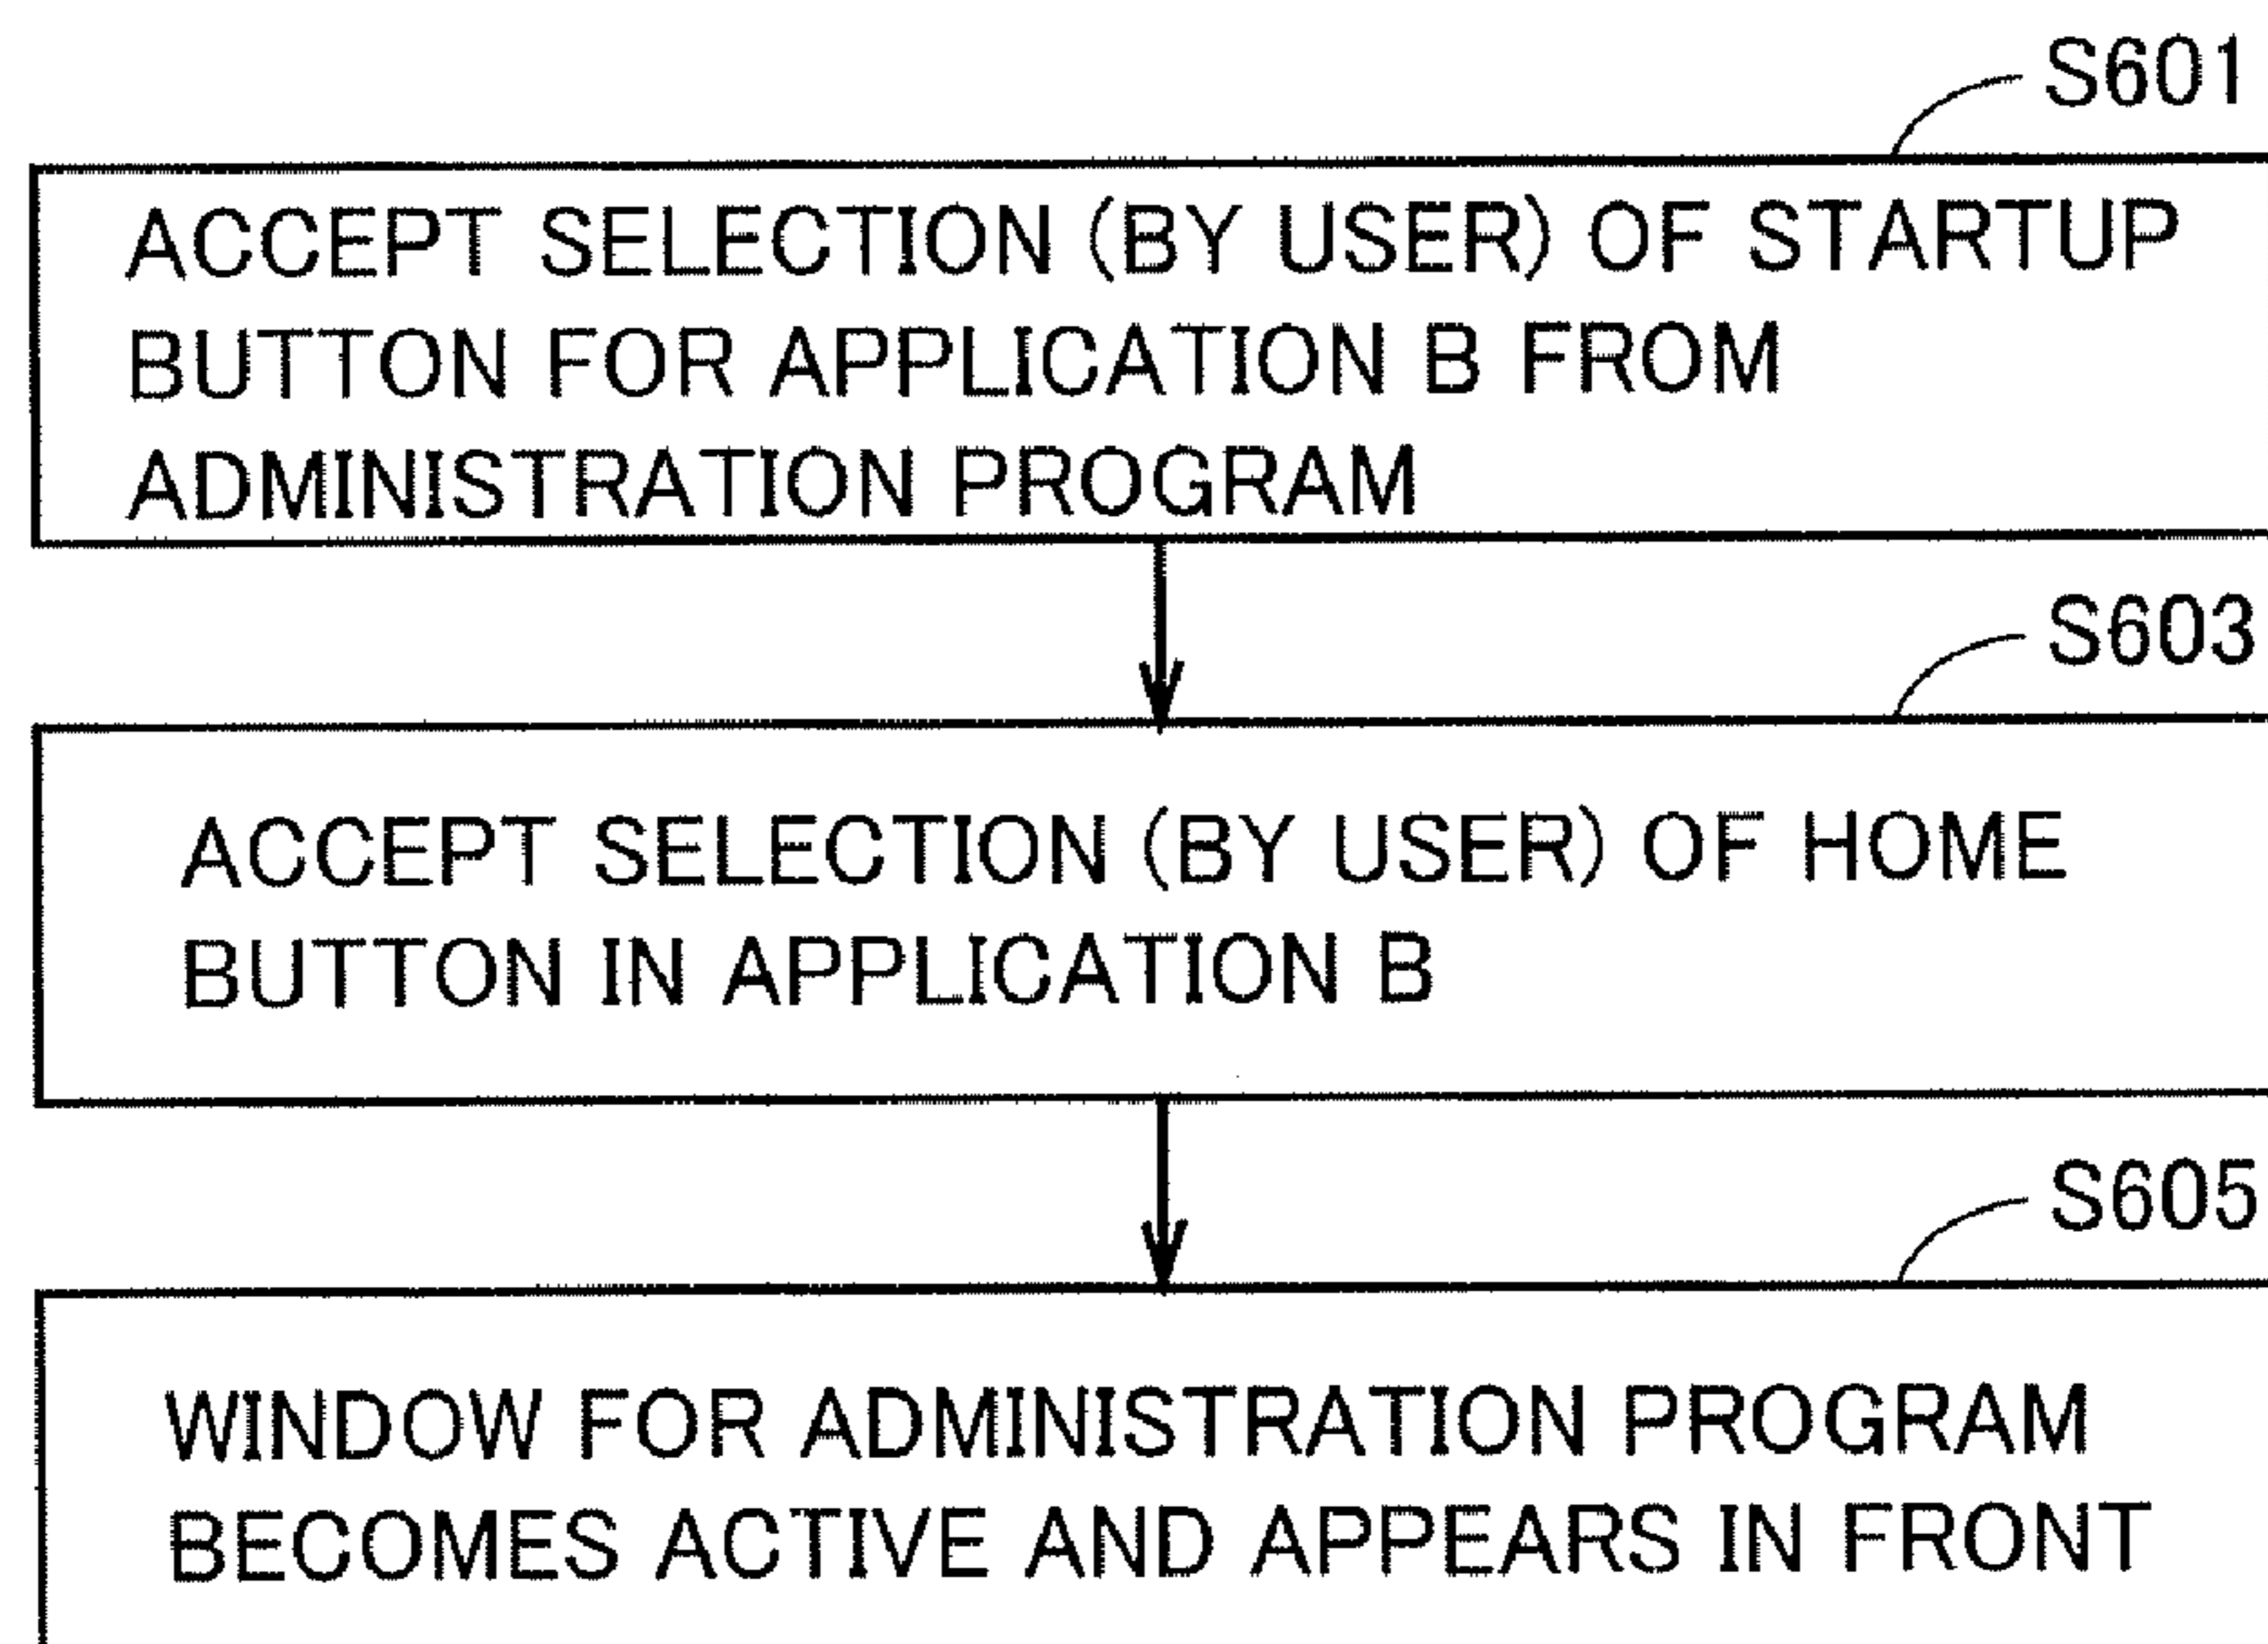 S601
ACCEPT SELECTION (BY USER) OF STARTUP
BUTTON FOR APPLICATION B FROM
ADMINISTRATION PROGRAM
S603
ACCEPT SELECTION (BY USER) OF HOME
BUTTON IN APPLICATION B
S605
WINDOW FOR ADMINISTRATION PROGRAM
BECOMES ACTIVE AND APPEARS IN FRONT